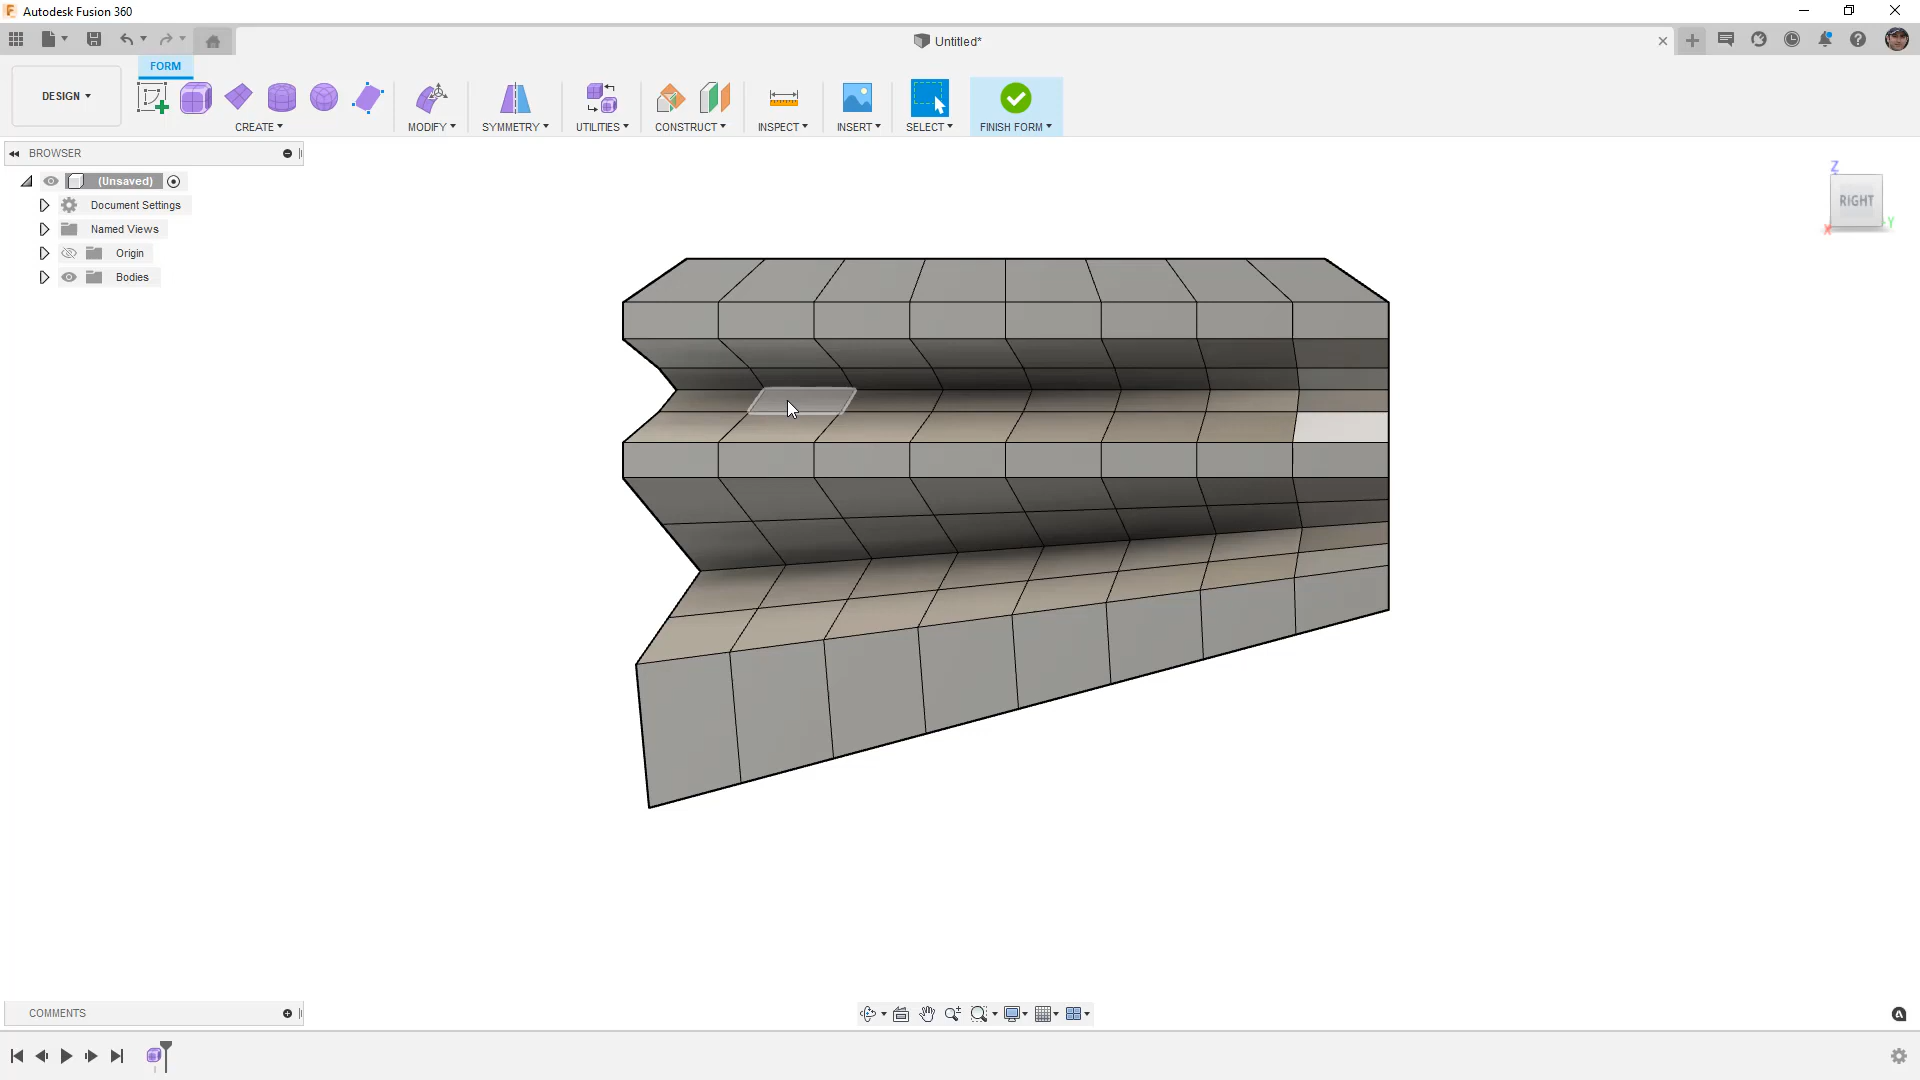 Autodesk Fusion 360
Untitled*
FORM
DESIGN
CREATE
MODIFY
SYMMETRY
UTILITIES
CONSTRUCT
INSPECT
INSERT
SELECT
FINISH FORM
BROWSER
(Unsaved)
Document Settings
Named Views
Origin
Bodies
Z
RIGHT
Y
X
COMMENTS